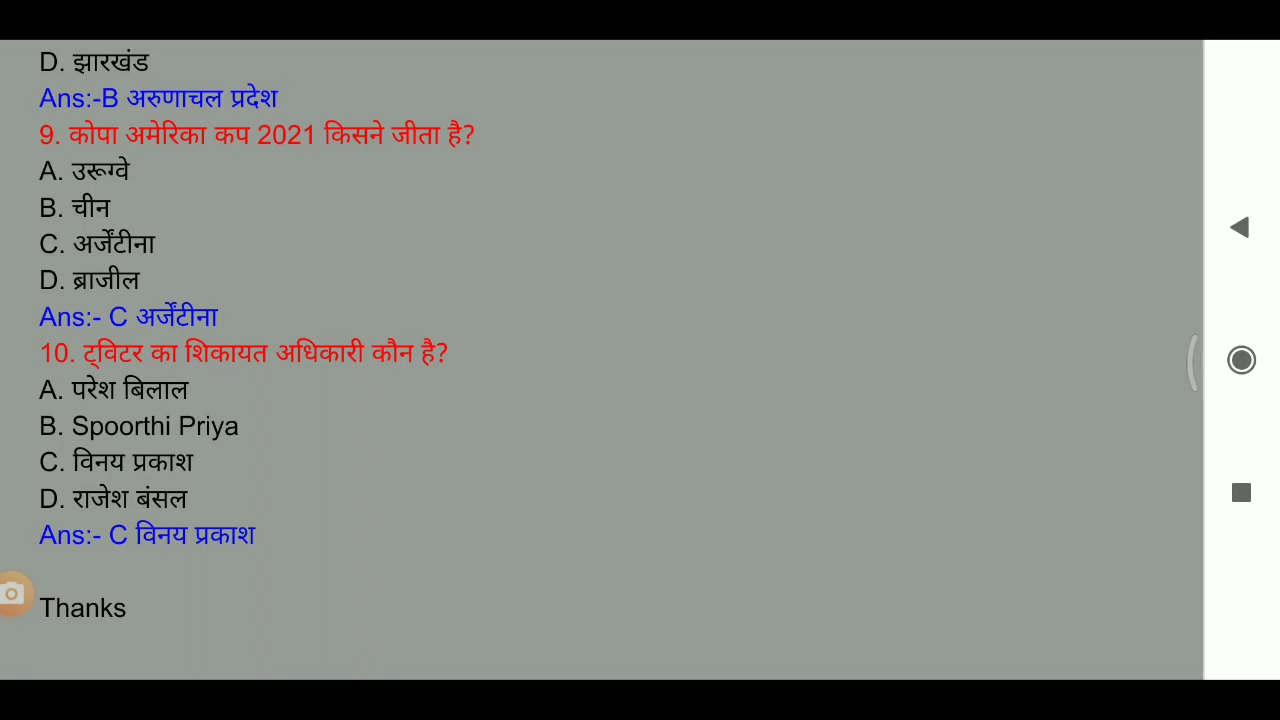 D. झारखंड
Ans:-B अरुणाचल प्रदेश
9. कोपा अमेरिका कप 2021 किसने जीता है?
A. उरूग्वे
B. चीन
C. अर्जेंटीना
D. ब्राजील
Ans:- C अर्जेंटीना
10. ट्विटर का शिकायत अधिकारी कौन है?
A. परेश बिलाल
B. Spoorthi Priya
C. विनय प्रकाश
D. राजेश बंसल
Ans:- C विनय प्रकाश
Thanks